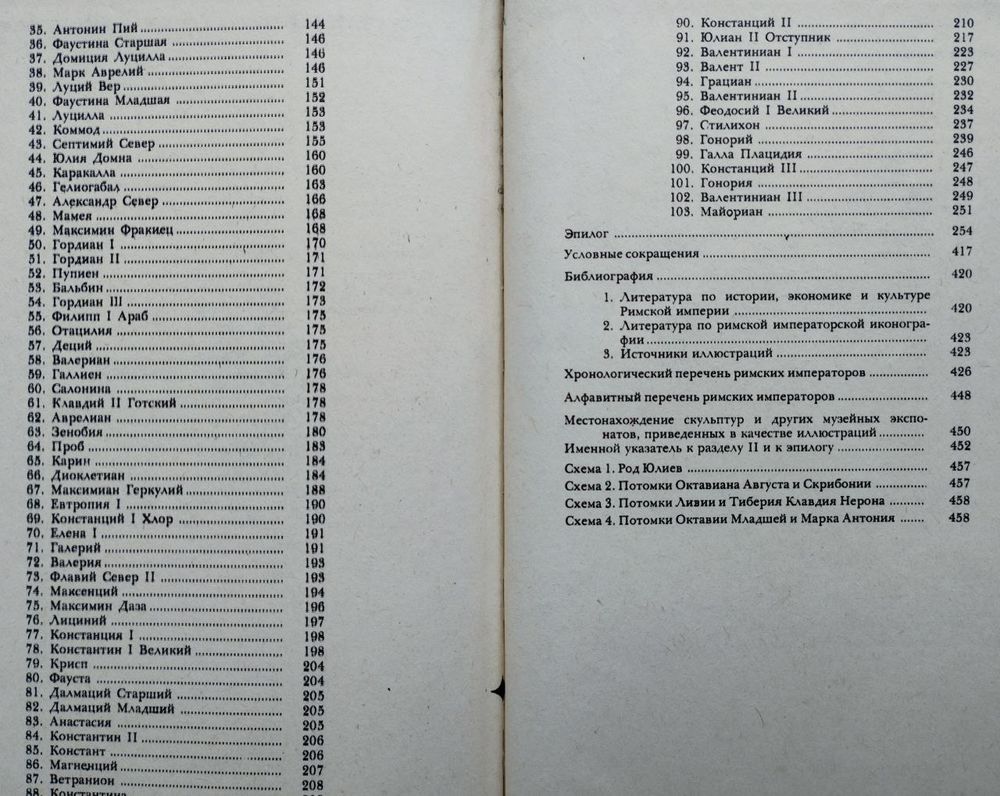 35. Антонин Пий 144
36. Фаустина Старшая 146
37. Домиция Луцилла 146
38. Марк Аврелий 146
39. Луций Вер 151
40. Фаустина Младшая 152
41. Луцилла 153
42. Коммод 153
43. Септимий Север 155
44. Юлия Домна 160
45. Каракалла 160
46. Гелиогабал 163
47. Александр Север 166
48. Мамея 168
49. Максимин Фракиец 168
50. Гордиан I 170
51. Гордиан II 171
52. Пупиен 171
53. Бальбин 172
54. Гордиан III 173
55. Филипп I Араб 175
56. Отацилия 175
57. Деций 175
58. Валериан 176
59. Галлиен 176
60. Салонина 178
61. Клавдий II Готский 178
62. Аврелиан 178
63. Зенобия 180
64. Проб 183
65. Карин 184
66. Диоклетиан 184
67. Максимиан Геркулий 188
68. Евтропия I 190
69. Констанций I Хлор 190
70. Елена I 191
71. Галерий 191
72. Валерия 193
73. Флавий Север II 193
74. Максенций 194
75. Максимин Даза 196
76. Лициний 197
77. Констанция I 198
78. Константин I Великий 198
79. Крисп 204
80. Фауста 204
81. Далмаций Старший 205
82. Далмаций Младший 205
83. Анастасия 205
84. Константин II 206
85. Констант 206
86. Магненций 207
87. Ветранион 208
88. Константина
90. Констанций II 210
91. Юлиан II Отступник 217
92. Валентиниан I 223
93. Валент II 227
94. Грациан 230
95. Валентиниан II 232
96. Феодосий I Великий 234
97. Стилихон 237
98. Гонорий 239
99. Галла Плацидия 246
100. Констанций III 247
101. Гонория 248
102. Валентиниан III 249
103. Майориан 251
Эпилог 254
Условные сокращения 417
Библиография 420
1. Литература по истории, экономике и культуре
Римской империи 420
2. Литература по римской императорской иконогра-
фии 423
3. Источники иллюстраций 423
Хронологический перечень римских императоров 426
Алфавитный перечень римских императоров 448
Местонахождение скульптур и других музейных экспо-
натов, приведенных в качестве иллюстраций 450
Именной указатель к разделу II и к эпилогу 452
Схема 1. Род Юлиев 457
Схема 2. Потомки Октавиана Августа и Скрибонии 457
Схема 3. Потомки Ливии и Тиберия Клавдия Нерона 458
Схема 4. Потомки Октавии Младшей и Марка Антония 458